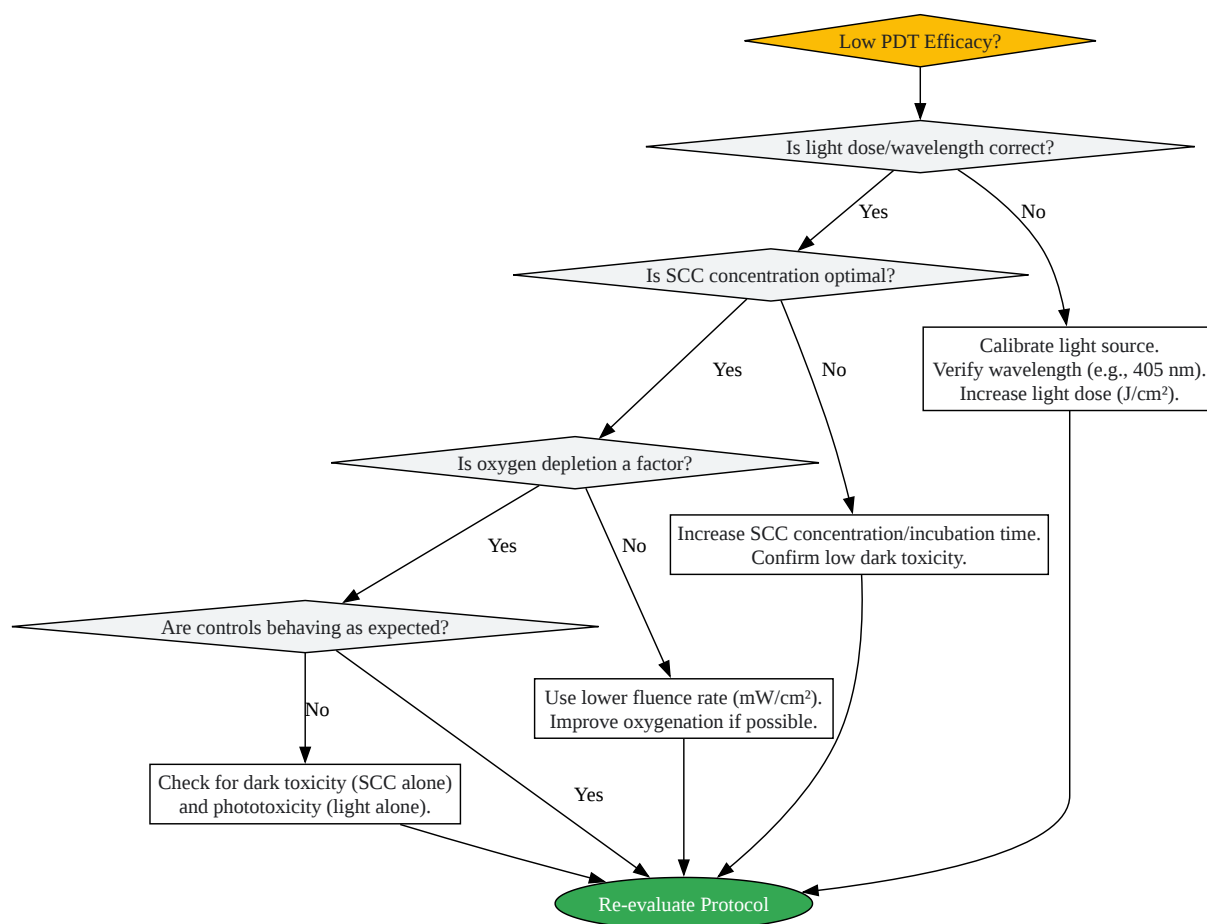 Low PDT Efficacy?
Is light dose/wavelength correct?
Yes
No
Is SCC concentration optimal?
Calibrate light source.
Verify wavelength (e.g., 405 nm).
Increase light dose (J/cm²).
Yes
No
Is oxygen depletion a factor?
Increase SCC concentration/incubation time.
Confirm low dark toxicity.
Yes
No
Are controls behaving as expected?
Use lower fluence rate (mW/cm²).
Improve oxygenation if possible.
No
Check for dark toxicity (SCC alone)
and phototoxicity (light alone).
Yes
Re-evaluate Protocol